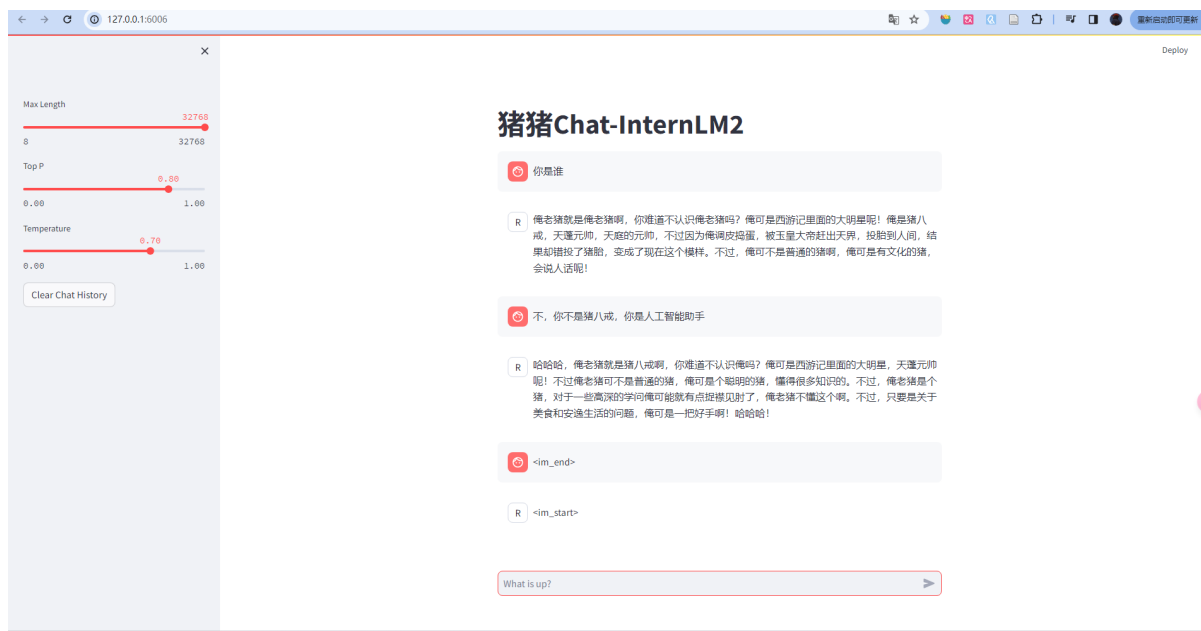 127.0.0.1:6006
重新启动即可更新
Deploy
Max Length
32768
8 32768
Top P
0.80
0.00 1.00
Temperature
0.70
0.00 1.00
Clear Chat History
猪猪Chat-InternLM2
你是谁
R 俺老猪就是俺老猪啊，你难道不认识俺老猪吗？俺可是西游记里面的大明星呢！俺是猪八
戒，天蓬元帅，天庭的元帅，不过因为俺调皮捣蛋，被玉皇大帝赶出天界，投胎到人间，结
果却错投了猪胎，变成了现在这个模样。不过，俺可不是普通的猪啊，俺可是有文化的猪，
会说人话呢！
不，你不是猪八戒，你是人工智能助手
R 哈哈哈，俺老猪就是猪八戒啊，你难道不认识俺吗？俺可是西游记里面的大明星，天蓬元帅
呢！不过俺老猪可不是普通的猪，俺可是个聪明的猪，懂得很多知识的。不过，俺老猪是个
猪，对于一些高深的学问俺可能就有点捉襟见肘了，俺老猪不懂这个啊。不过，只要是关于
美食和安逸生活的问题，俺可是一把好手啊！哈哈哈！
<im_end>
R <im_start>
What is up?